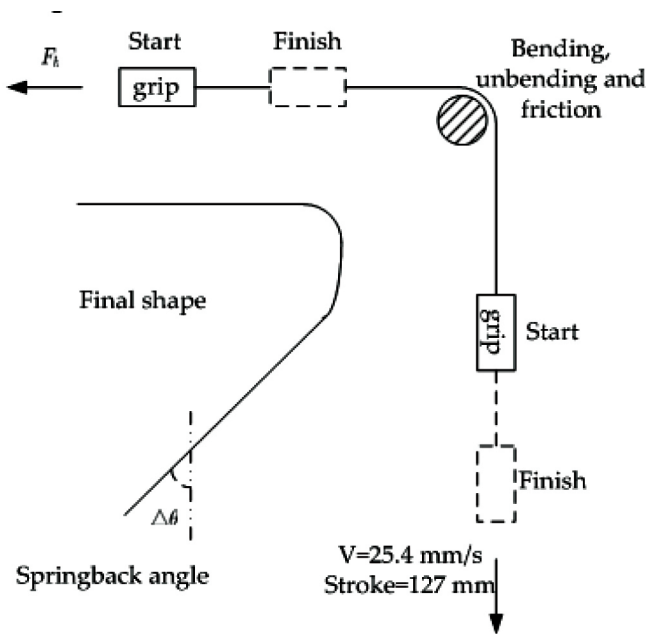 Start
Finish
Fₕ
grip
Bending,
unbending and
friction
Final shape
grip
Start
Finish
Δθ
V=25.4 mm/s
Stroke=127 mm
Springback angle